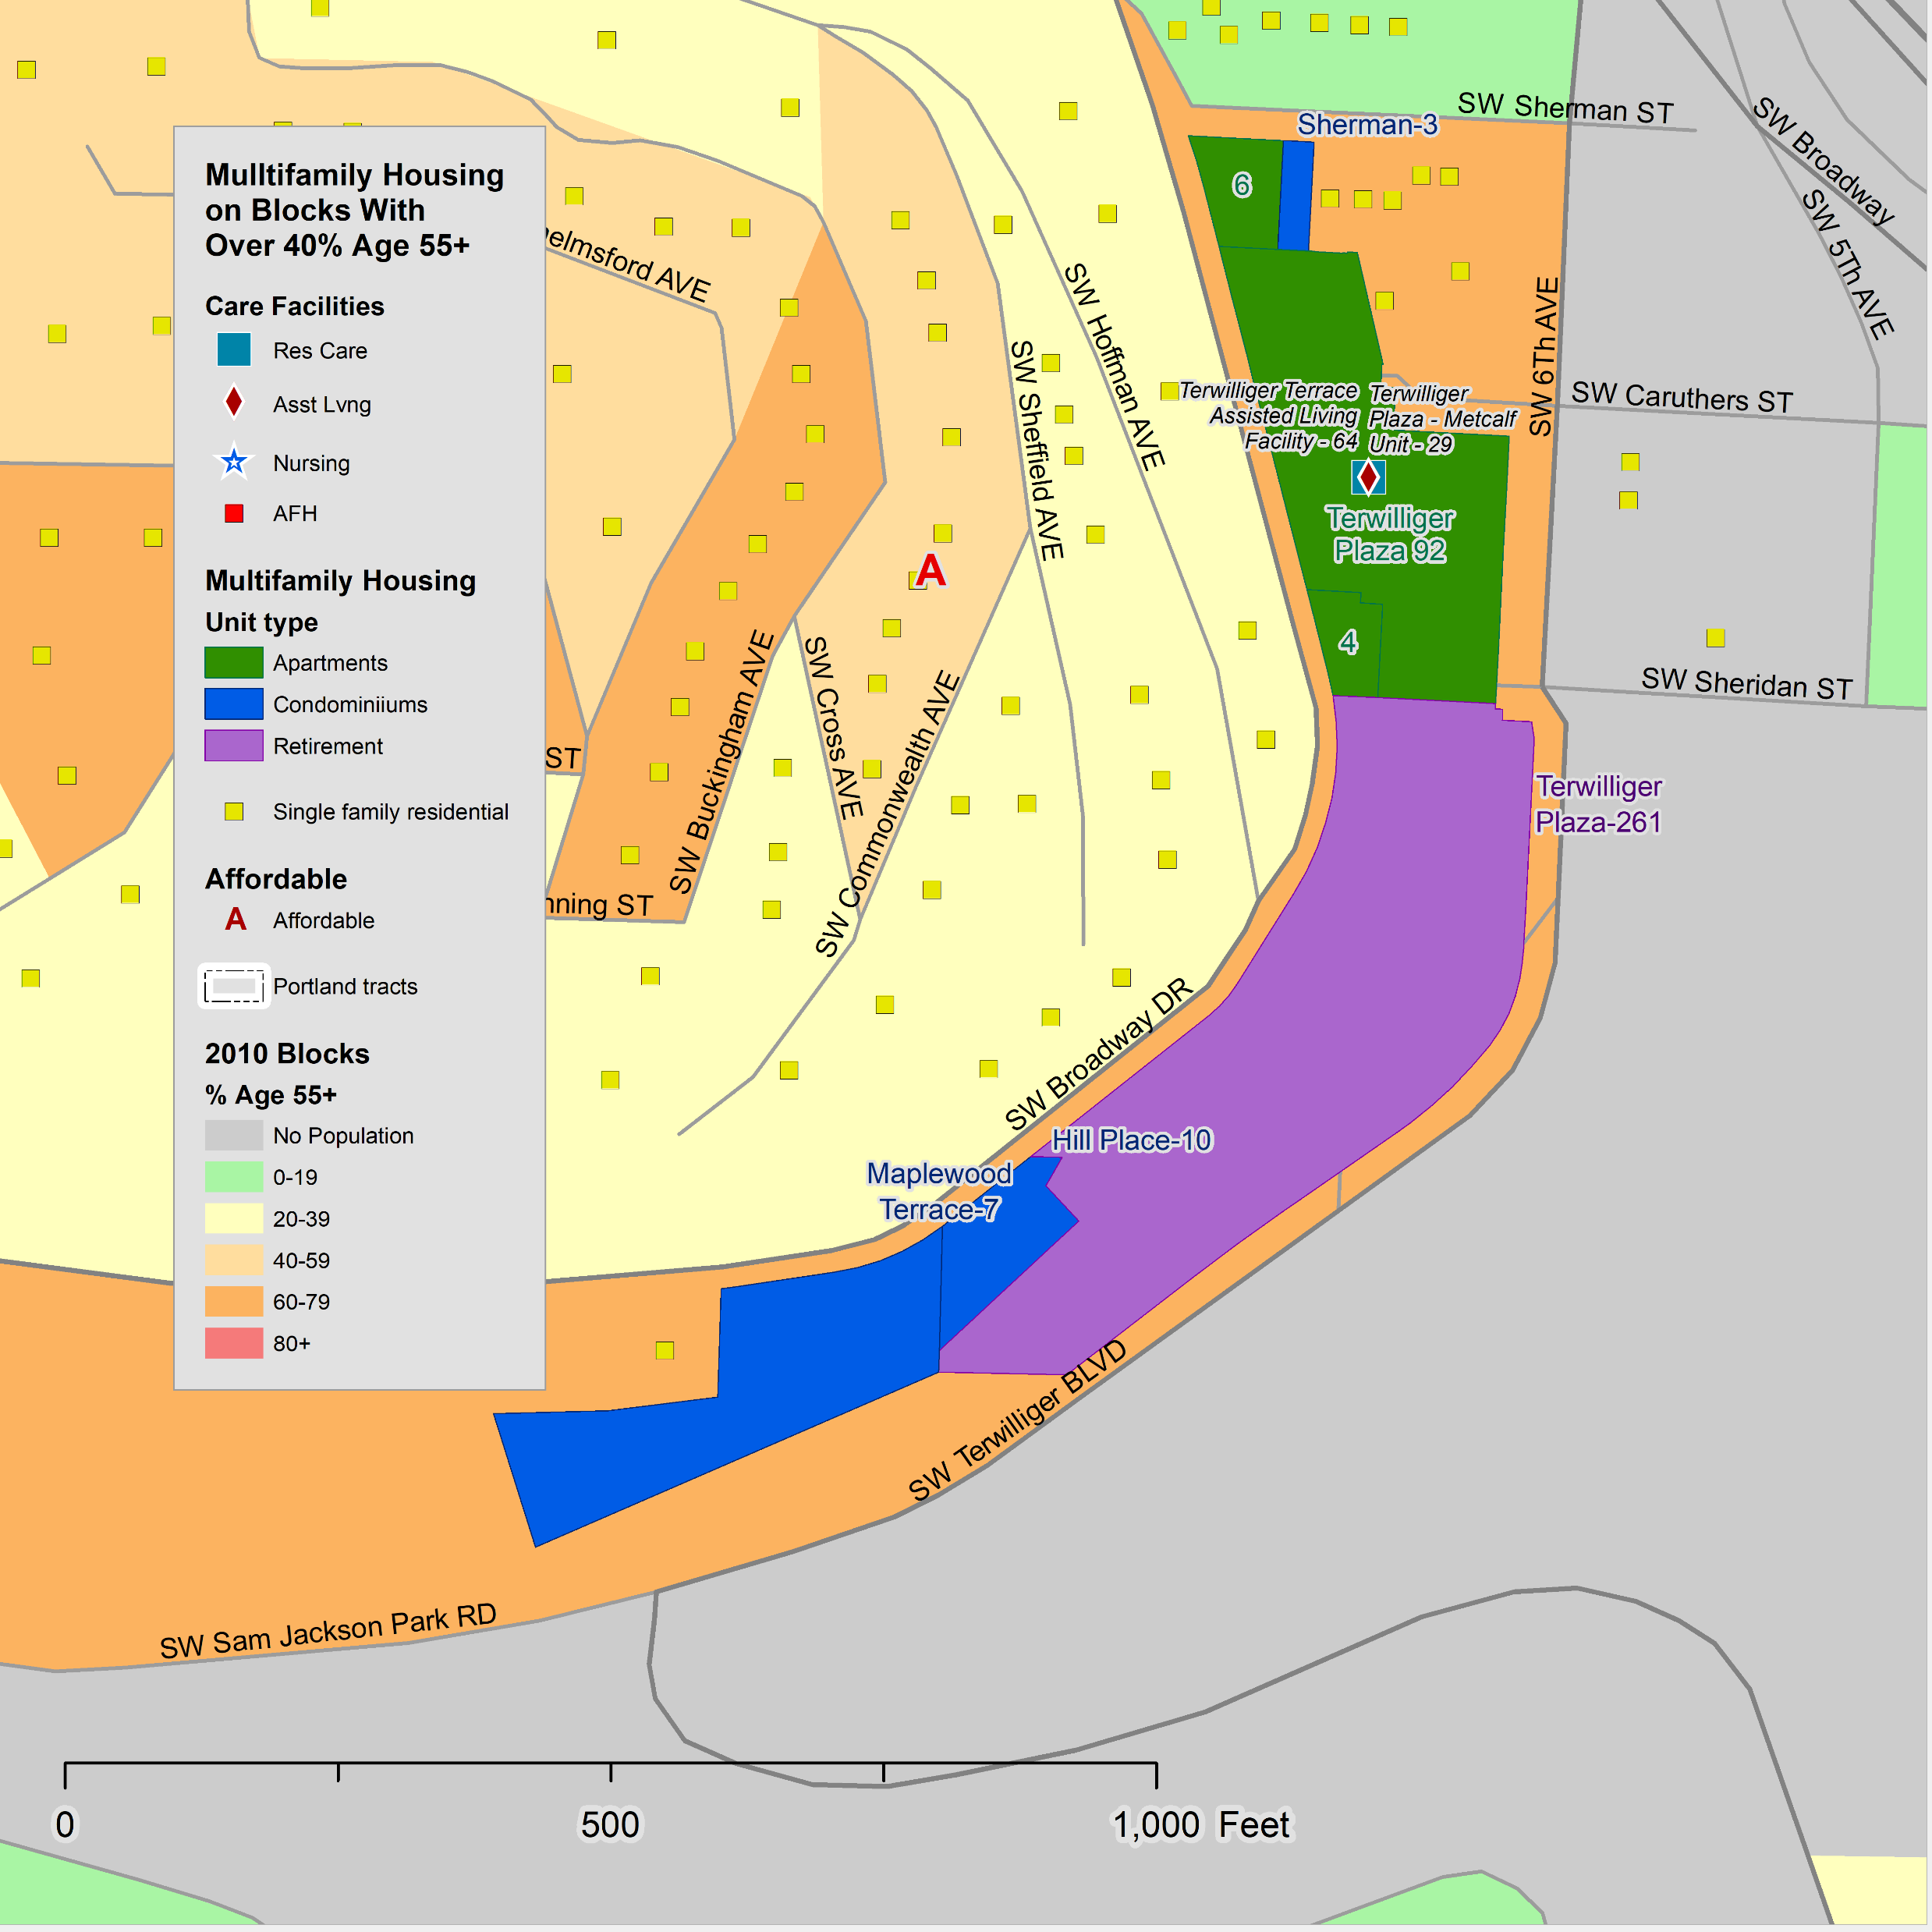 Mulltifamily Housing
on Blocks With
Over 40% Age 55+
Care Facilities
Res Care
Asst Lvng
Nursing
AFH
Multifamily Housing
Unit type
Apartments
Condominiiums
Retirement
Single family residential
Affordable
A Affordable
Portland tracts
2010 Blocks
% Age 55+
No Population
0-19
20-39
40-59
60-79
80+
SW Sherman ST
Sherman-3
SW Broadway
SW 5Th AVE
6
elmsford AVE
SW Hoffman AVE
SW Sheffield AVE
SW 6Th AVE
SW Caruthers ST
Terwilliger Terrace
Assisted Living
Facility - 64
Terwilliger
Plaza - Metcalf
Unit - 29
Terwilliger
Plaza 92
A
4
SW Sheridan ST
ST
SW Buckingham AVE
SW Cross AVE
SW Commonwealth AVE
nning ST
Terwilliger
Plaza-261
SW Broadway DR
Hill Place-10
Maplewood
Terrace-7
SW Terwilliger BLVD
SW Sam Jackson Park RD
0 500 1,000 Feet